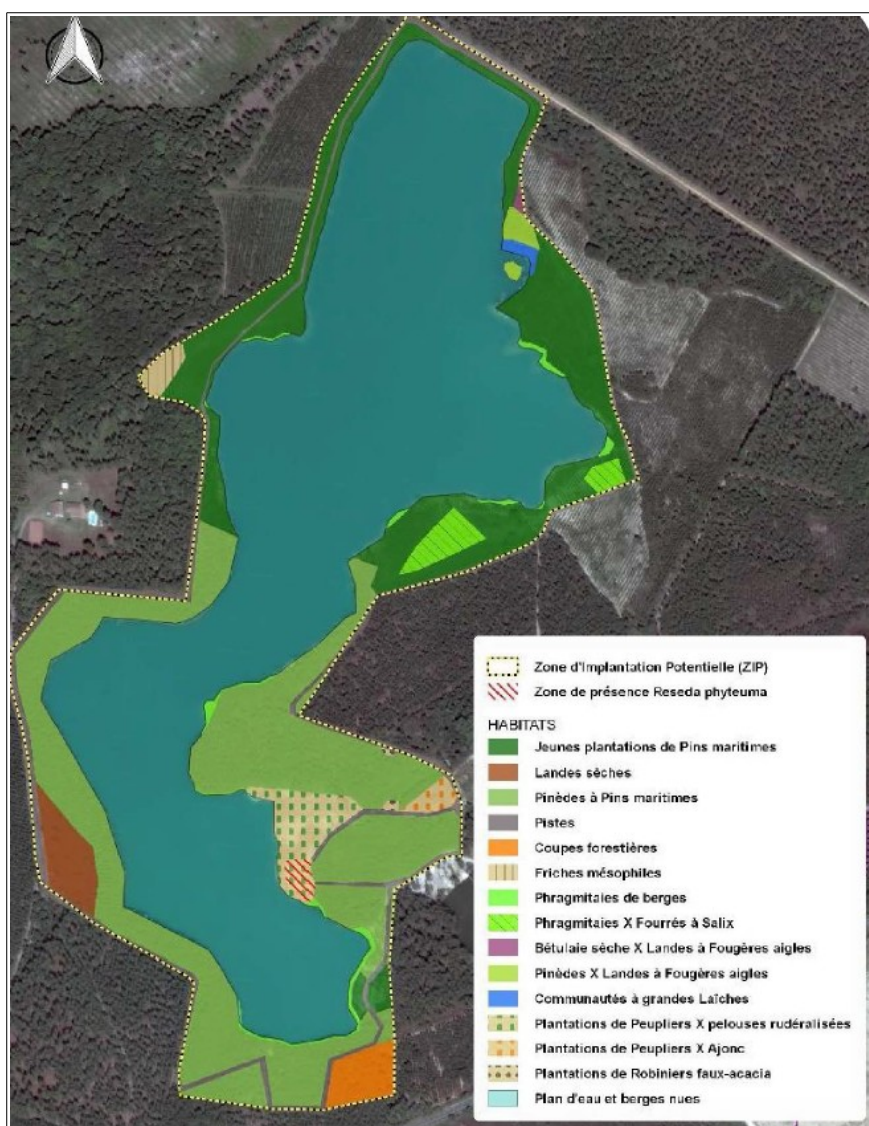 Zone d'Implantation Potentielle (ZIP)
Zone de présence Reseda phyteuma
HABITATS
Jeunes plantations de Pins maritimes
Landes sèches
Pinèdes à Pins maritimes
Pistes
Coupes forestières
Friches mésophiles
Phragmitaies de berges
Phragmitaies X Fourrés à Salix
Bétulaie sèche X Landes à Fougères aigles
Pinèdes X Landes à Fougères aigles
Communautés à grandes Laîches
Plantations de Peupliers X pelouses rudéralisées
Plantations de Peupliers X Ajonc
Plantations de Robiniers faux-acacia
Plan d'eau et berges nues